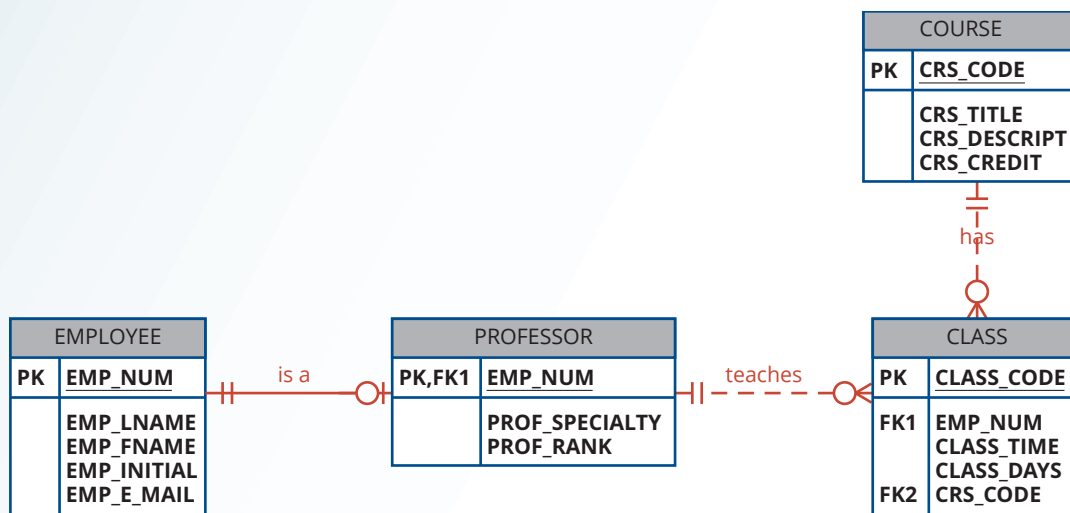 COURSE
PK CRS_CODE
CRS_TITLE
CRS_DESCRIPT
CRS_CREDIT
has
EMPLOYEE
PK EMP_NUM
EMP_LNAME
EMP_FNAME
EMP_INITIAL
EMP_E_MAIL
is a
PROFESSOR
PK,FK1 EMP_NUM
PROF_SPECIALTY
PROF_RANK
teaches
CLASS
PK CLASS_CODE
FK1 EMP_NUM
CLASS_TIME
CLASS_DAYS
FK2 CRS_CODE